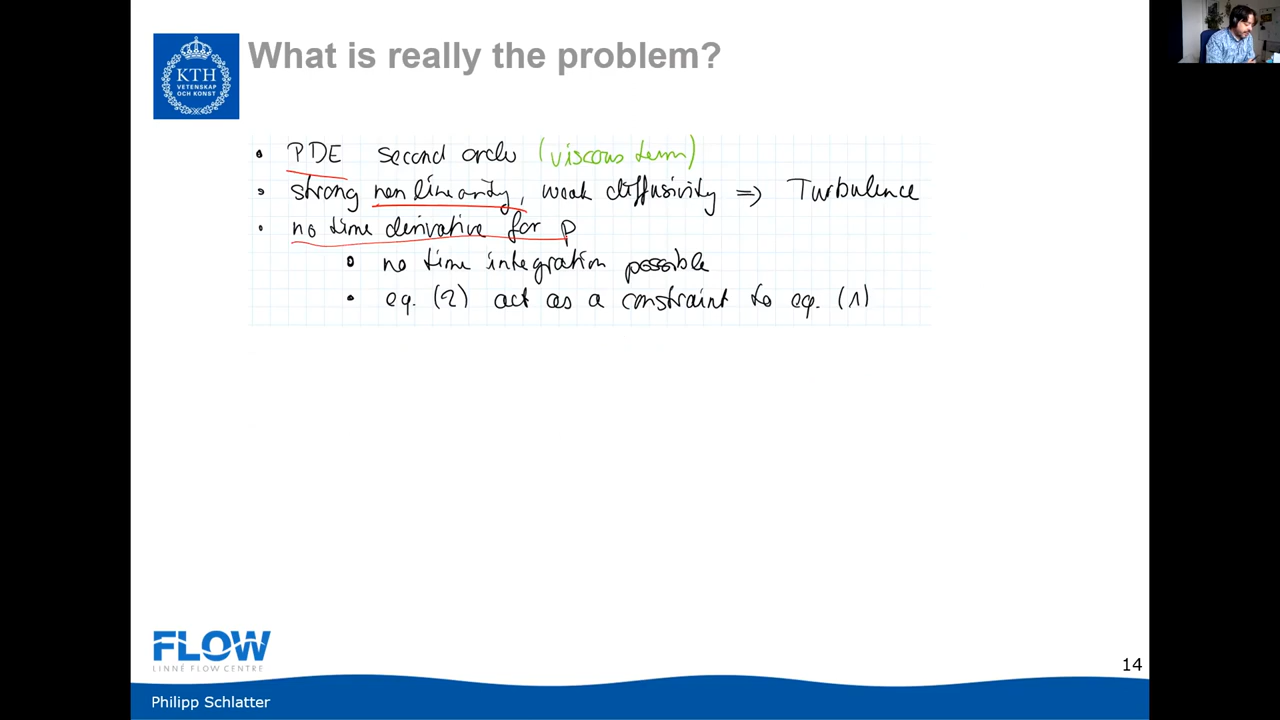 What is really the problem?
KTH
VETENSKAP
OCH KONST
• PDE second order (viscous term)
• strong nonlinearity, weak diffusivity ⇒ Turbulence
• no time derivative for p
• no time integration possible
• eq. (2) act as a constraint to eq. (1)
FLOW
LINNÉ FLOW CENTRE
14
Philipp Schlatter